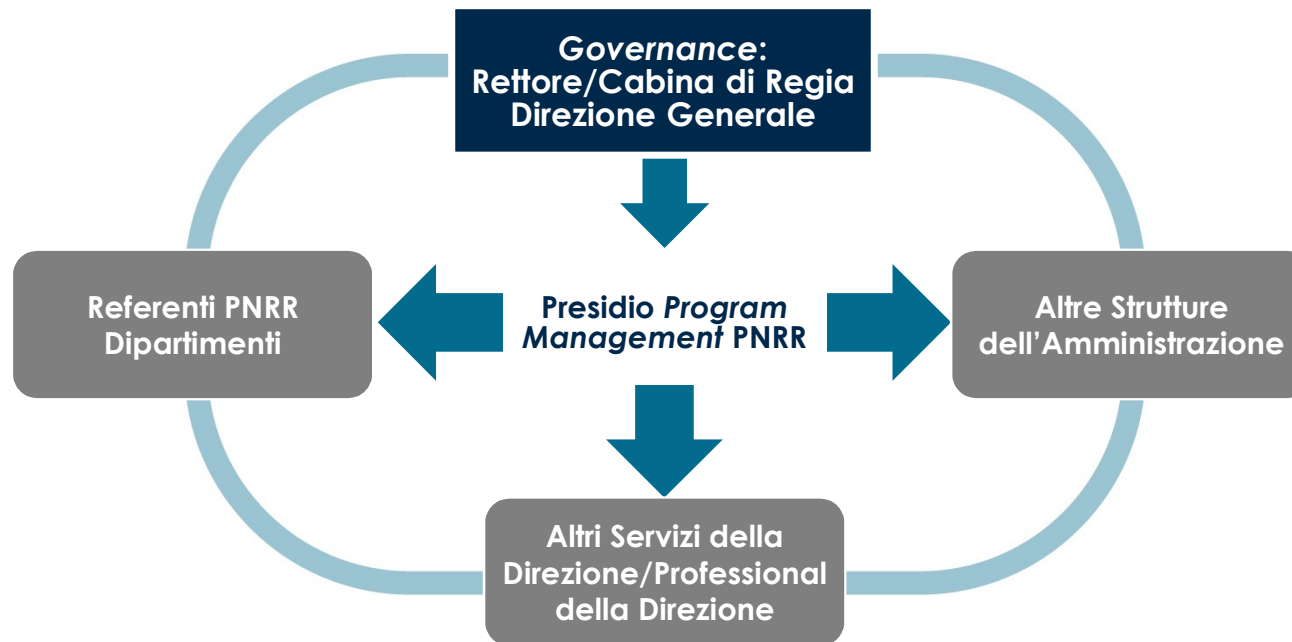 Governance:
Rettore/Cabina di Regia
Direzione Generale
Referenti PNRR
Dipartimenti
Presidio Program
Management PNRR
Altre Strutture
dell’Amministrazione
Altri Servizi della
Direzione/Professional
della Direzione